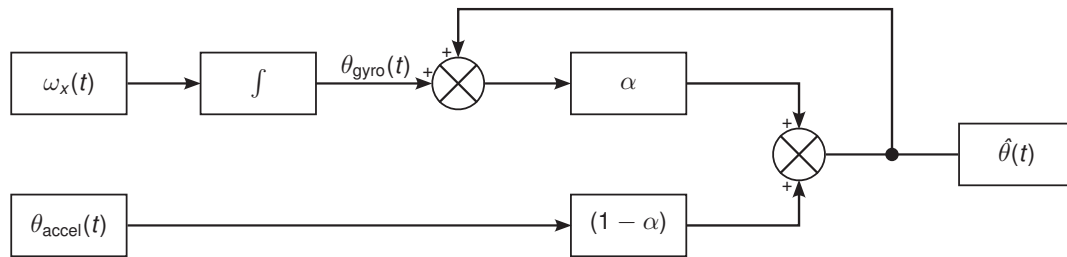 ω_x(t)
∫
θ_gyro(t)
+
+
α
+
+
θ̂(t)
θ_accel(t)
(1 − α)